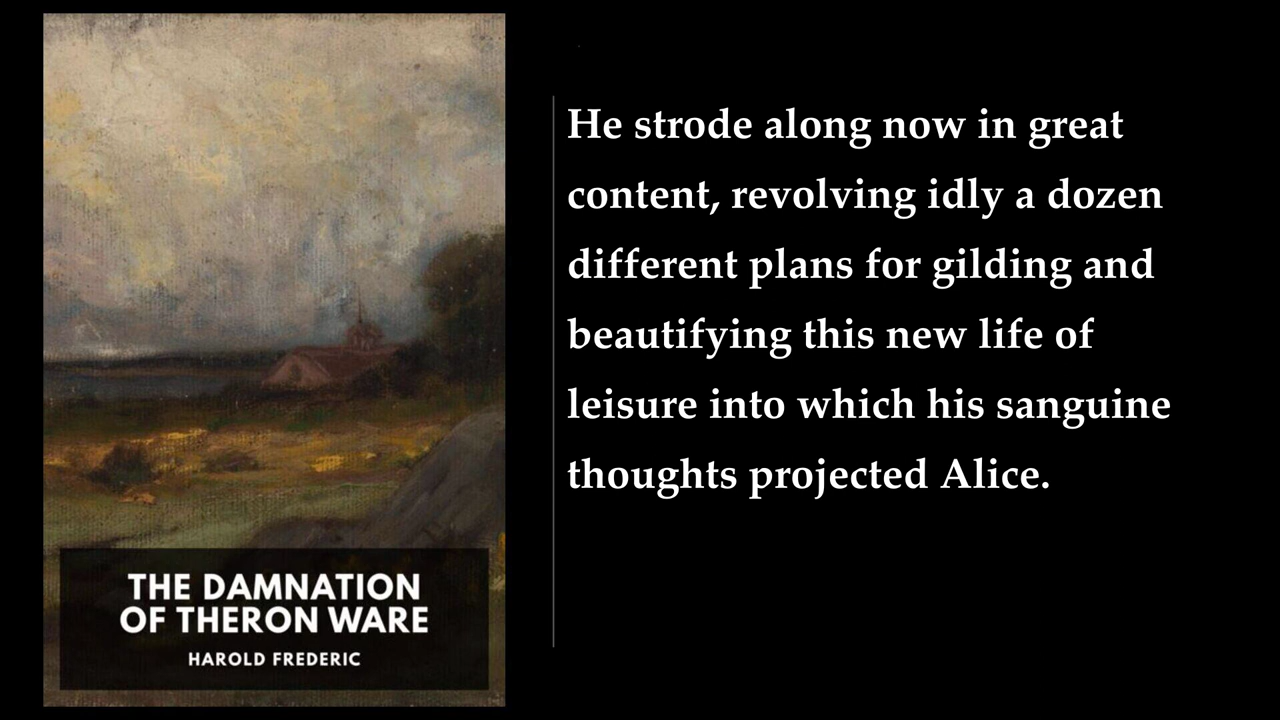 He strode along now in great
content, revolving idly a dozen
different plans for gilding and
beautifying this new life of
leisure into which his sanguine
thoughts projected Alice.
THE DAMNATION
OF THERON WARE
HAROLD FREDERIC